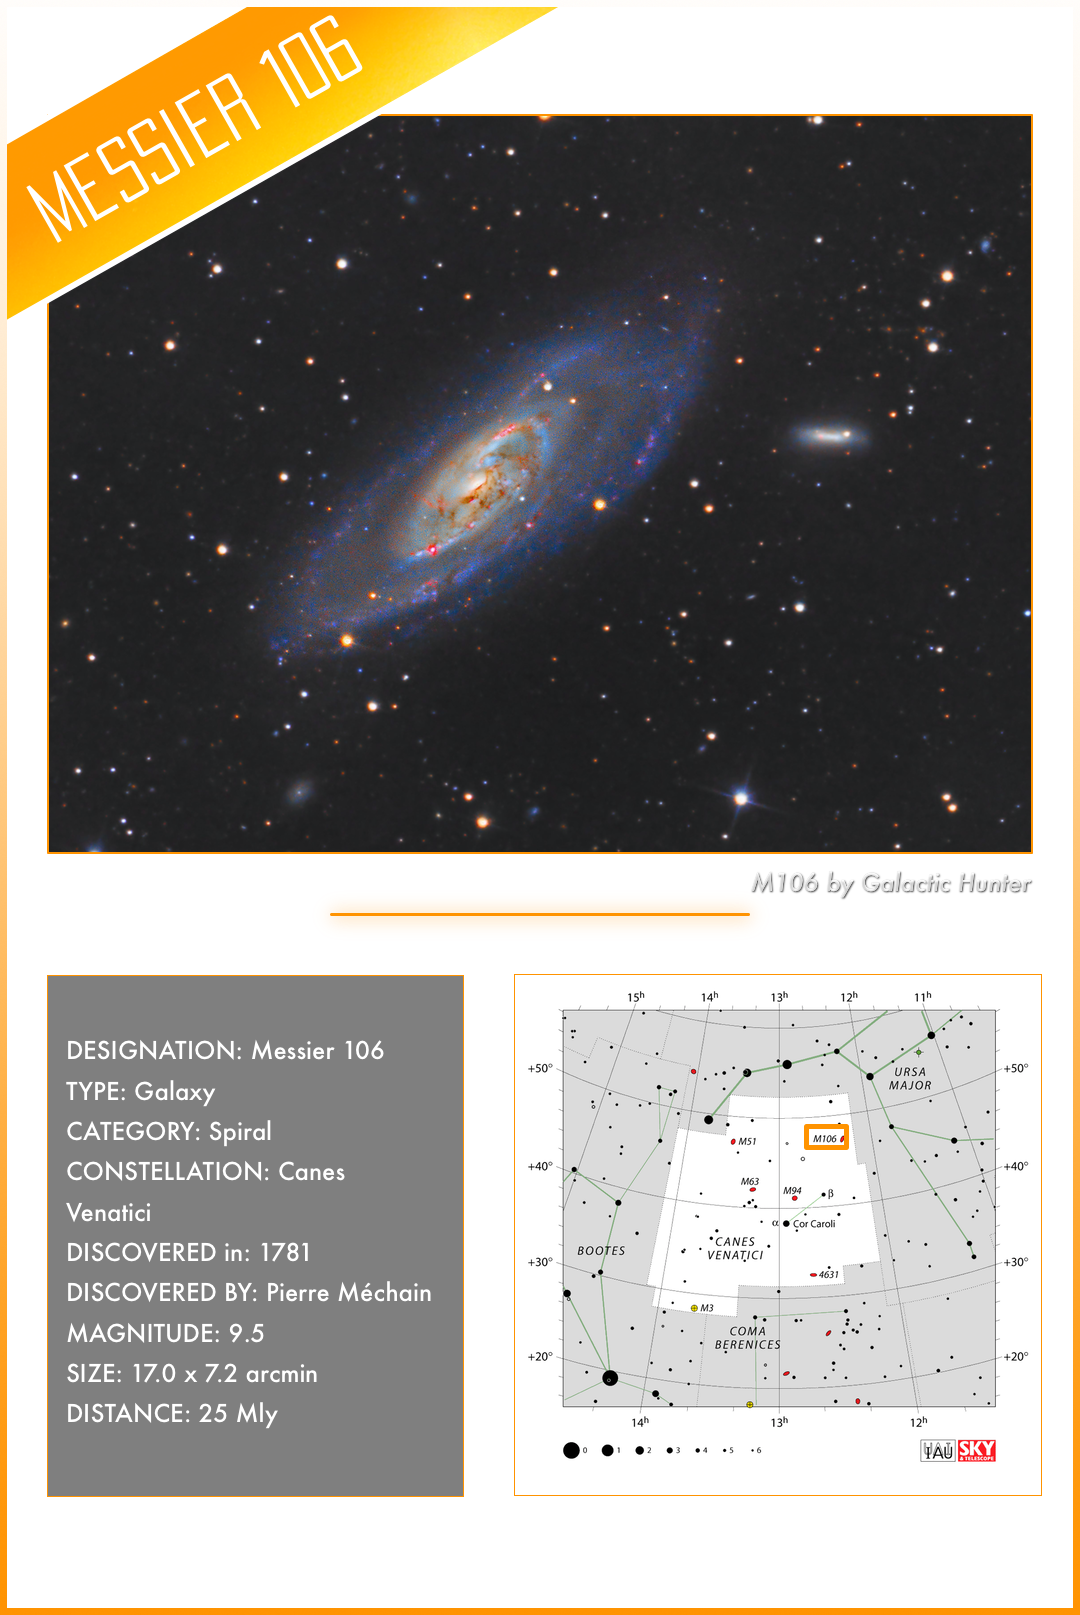 MESSIER 106
M106 by Galactic Hunter
DESIGNATION: Messier 106
TYPE: Galaxy
CATEGORY: Spiral
CONSTELLATION: Canes
Venatici
DISCOVERED in: 1781
DISCOVERED BY: Pierre Méchain
MAGNITUDE: 9.5
SIZE: 17.0 x 7.2 arcmin
DISTANCE: 25 Mly
15h 14h 13h 12h 11h
+50° +50°
URSA
MAJOR
M51 M106
+40° +40°
M63 M94
β
α Cor Caroli
BOOTES
CANES
VENATICI
+30° +30°
4631
M3
COMA
BERENICES
+20° +20°
14h 13h 12h
0 1 2 3 4 5 6
IAU
SKY
& TELESCOPE